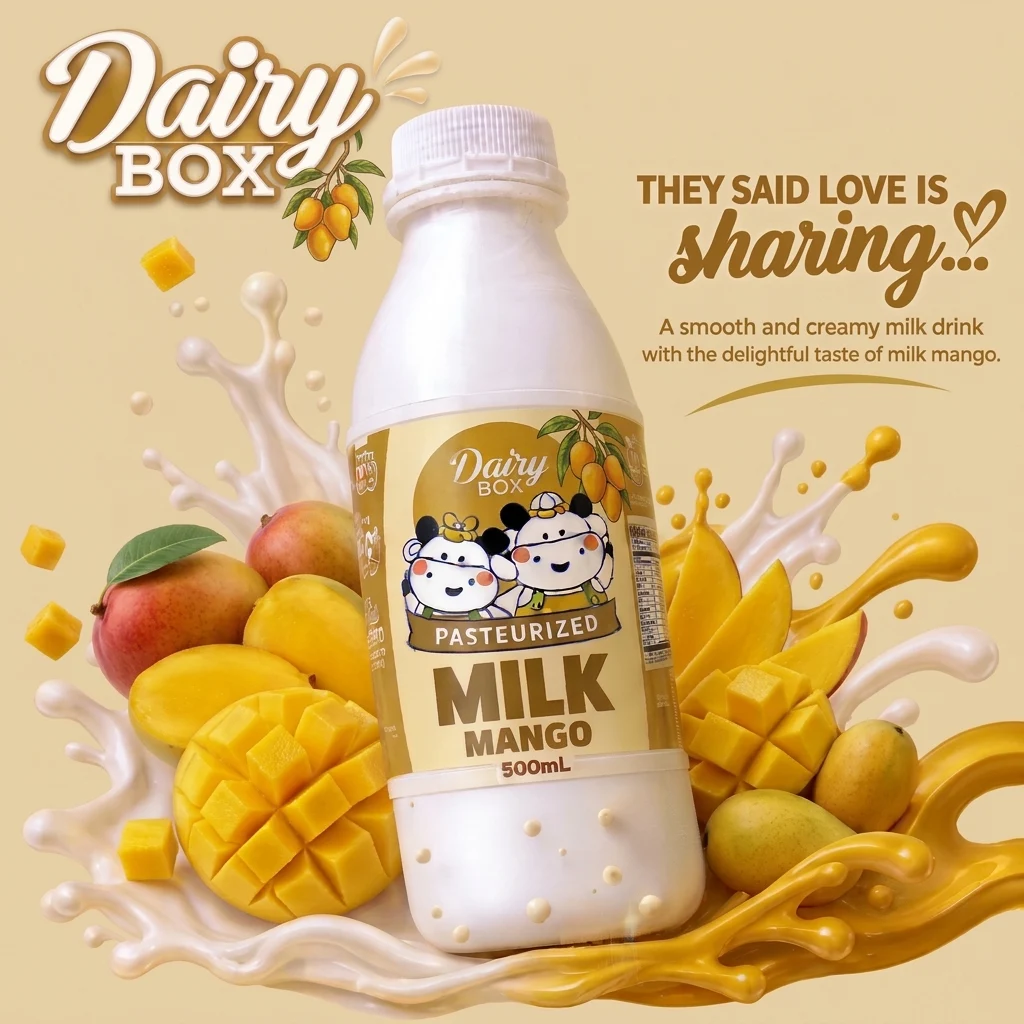 Dairy
BOX
THEY SAID LOVE IS
sharing...
A smooth and creamy milk drink
with the delightful taste of milk mango.
Dairy
BOX
PASTEURIZED
MILK
MANGO
500mL